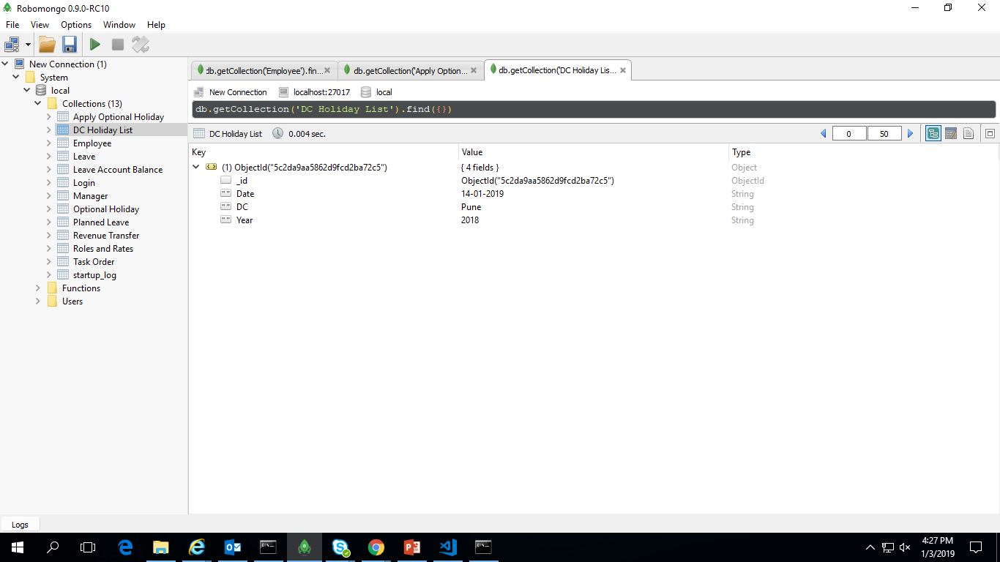 Robomongo 0.9.0-RC10
File View Options Window Help
New Connection (1)
System
local
Collections (13)
Apply Optional Holiday
DC Holiday List
Employee
Leave
Leave Account Balance
Login
Manager
Optional Holiday
Planned Leave
Revenue Transfer
Roles and Rates
Task Order
startup_log
Functions
Users
db.getCollection('Employee').fin... db.getCollection('Apply Option... db.getCollection('DC Holiday Lis...
New Connection localhost:27017 local
db.getCollection('DC Holiday List').find({})
DC Holiday List 0.004 sec. 0 50
Key Value Type
(1) ObjectId("5c2da9aa5862d9fcd2ba72c5") { 4 fields } Object
_id ObjectId("5c2da9aa5862d9fcd2ba72c5") ObjectId
Date 14-01-2019 String
DC Pune String
Year 2018 String
Logs
4:27 PM
1/3/2019